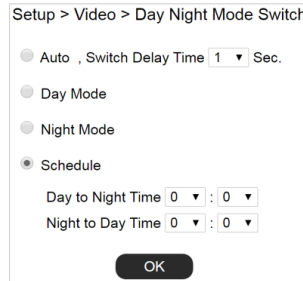 Setup > Video > Day Night Mode Switch
Auto , Switch Delay Time 1 Sec.
Day Mode
Night Mode
Schedule
Day to Night Time 0 : 0
Night to Day Time 0 : 0
OK